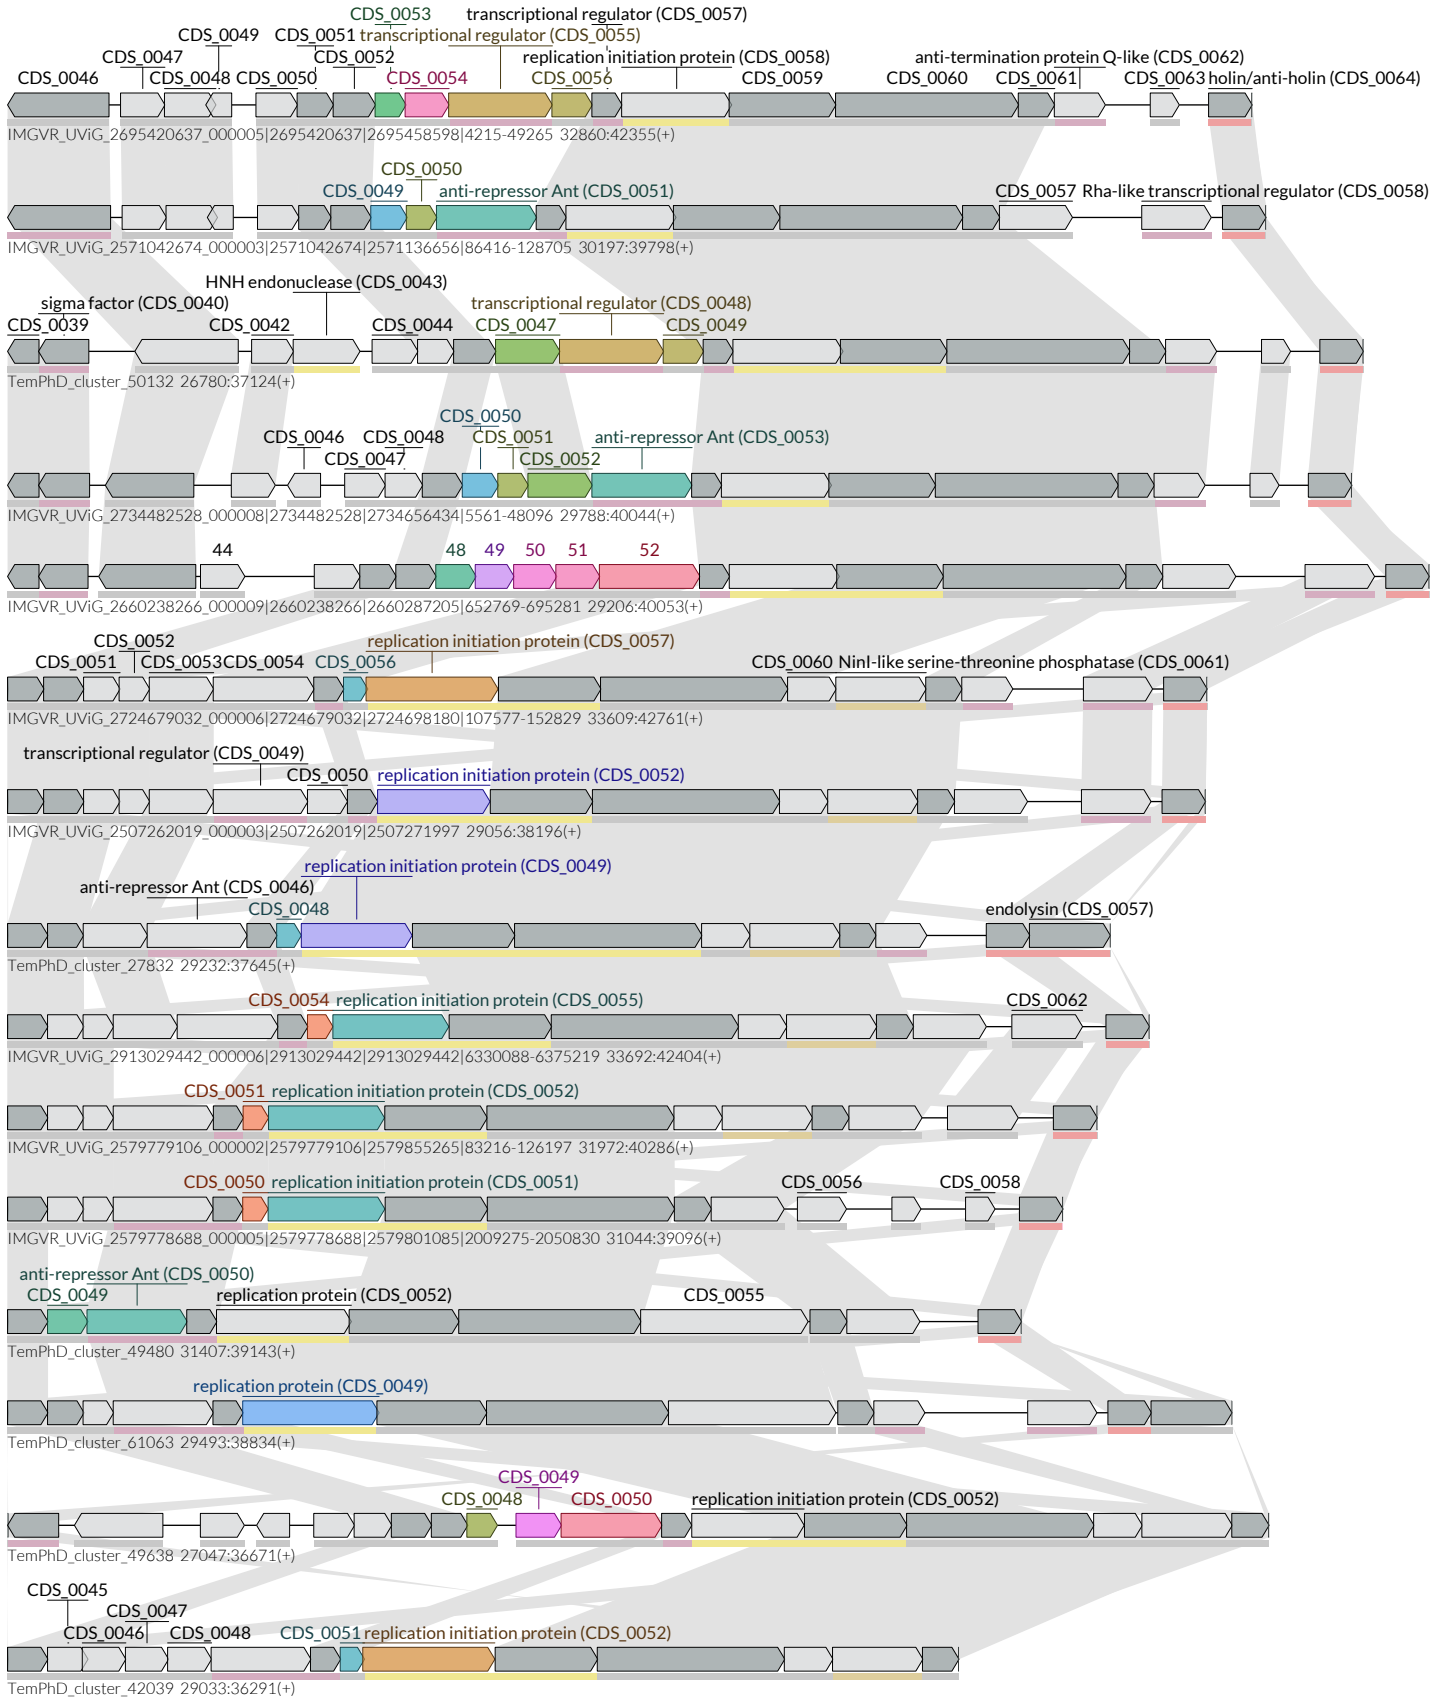 CDS_0053 transcriptional regulator (CDS_0057)
CDS_0049 CDS_0051 transcriptional regulator (CDS_0055)
CDS_0047 CDS_0052 replication initiation protein (CDS_0058) anti-termination protein Q-like (CDS_0062)
CDS_0046 CDS_0048 CDS_0050 CDS_0054 CDS_0056 CDS_0059 CDS_0060 CDS_0061 CDS_0063 holin/anti-holin (CDS_0064)
IMGVR_UViG_2695420637_000005|2695420637|2695458598|4215-49265 32860:42355(+)
CDS_0050
CDS_0049 anti-repressor Ant (CDS_0051) CDS_0057 Rha-like transcriptional regulator (CDS_0058)
IMGVR_UViG_2571042674_000003|2571042674|2571136656|86416-128705 30197:39798(+)
HNH endonuclease (CDS_0043)
sigma factor (CDS_0040) transcriptional regulator (CDS_0048)
CDS_0039 CDS_0042 CDS_0044 CDS_0047 CDS_0049
TemPhD_cluster_50132 26780:37124(+)
CDS_0050
CDS_0046 CDS_0048 CDS_0051 anti-repressor Ant (CDS_0053)
CDS_0047 CDS_0052
IMGVR_UViG_2734482528_000008|2734482528|2734656434|5561-48096 29788:40044(+)
44 48 49 50 51 52
IMGVR_UViG_2660238266_000009|2660238266|2660287205|652769-695281 29206:40053(+)
CDS_0052 replication initiation protein (CDS_0057)
CDS_0051 CDS_0053 CDS_0054 CDS_0056 CDS_0060 NinI-like serine-threonine phosphatase (CDS_0061)
IMGVR_UViG_2724679032_000006|2724679032|2724698180|107577-152829 33609:42761(+)
transcriptional regulator (CDS_0049)
CDS_0050 replication initiation protein (CDS_0052)
IMGVR_UViG_2507262019_000003|2507262019|2507271997 29056:38196(+)
replication initiation protein (CDS_0049)
anti-repressor Ant (CDS_0046)
CDS_0048 endolysin (CDS_0057)
TemPhD_cluster_27832 29232:37645(+)
CDS_0054 replication initiation protein (CDS_0055) CDS_0062
IMGVR_UViG_2913029442_000006|2913029442|2913029442|6330088-6375219 33692:42404(+)
CDS_0051 replication initiation protein (CDS_0052)
IMGVR_UViG_2579779106_000002|2579779106|2579855265|83216-126197 31972:40286(+)
CDS_0050 replication initiation protein (CDS_0051) CDS_0056 CDS_0058
IMGVR_UViG_2579778688_000005|2579778688|2579801085|2009275-2050830 31044:39096(+)
anti-repressor Ant (CDS_0050)
CDS_0049 replication protein (CDS_0052) CDS_0055
TemPhD_cluster_49480 31407:39143(+)
replication protein (CDS_0049)
TemPhD_cluster_61063 29493:38834(+)
CDS_0049
CDS_0048 CDS_0050 replication initiation protein (CDS_0052)
TemPhD_cluster_49638 27047:36671(+)
CDS_0045
CDS_0047
CDS_0046 CDS_0048 CDS_0051 replication initiation protein (CDS_0052)
TemPhD_cluster_42039 29033:36291(+)